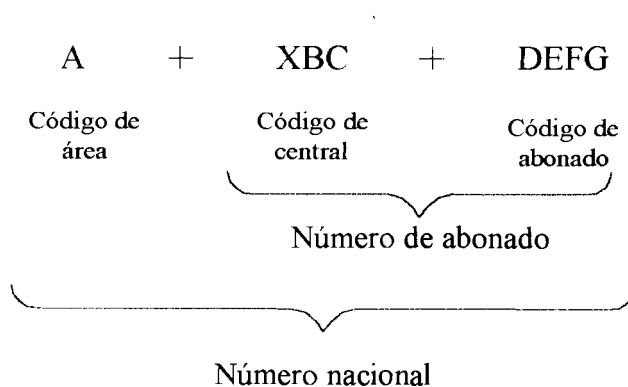 A + XBC + DEFG
Código de área
Código de central
Código de abonado
Número de abonado
Número nacional